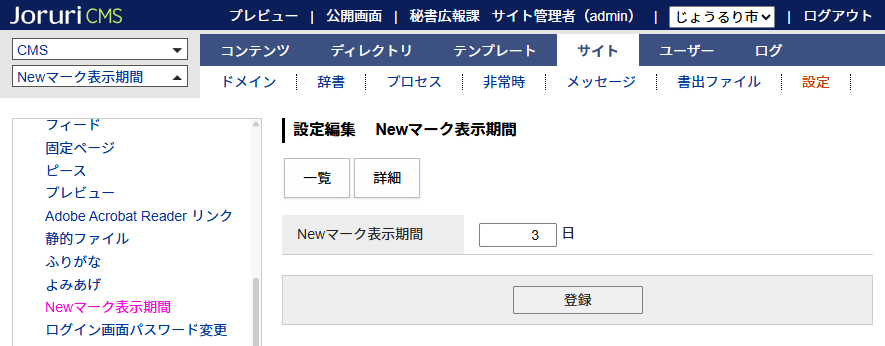 Joruri CMS プレビュー | 公開画面 | 秘書広報課 サイト管理者（admin） | じょうるり市 | ログアウト
CMS
コンテンツ ディレクトリ テンプレート サイト ユーザー ログ
Newマーク表示期間
ドメイン 辞書 プロセス 非常時 メッセージ 書出ファイル 設定
フィード
固定ページ
ピース
プレビュー
Adobe Acrobat Reader リンク
静的ファイル
ふりがな
よみあげ
Newマーク表示期間
ログイン画面パスワード変更
設定編集 Newマーク表示期間
一覧 詳細
Newマーク表示期間 3 日
登録